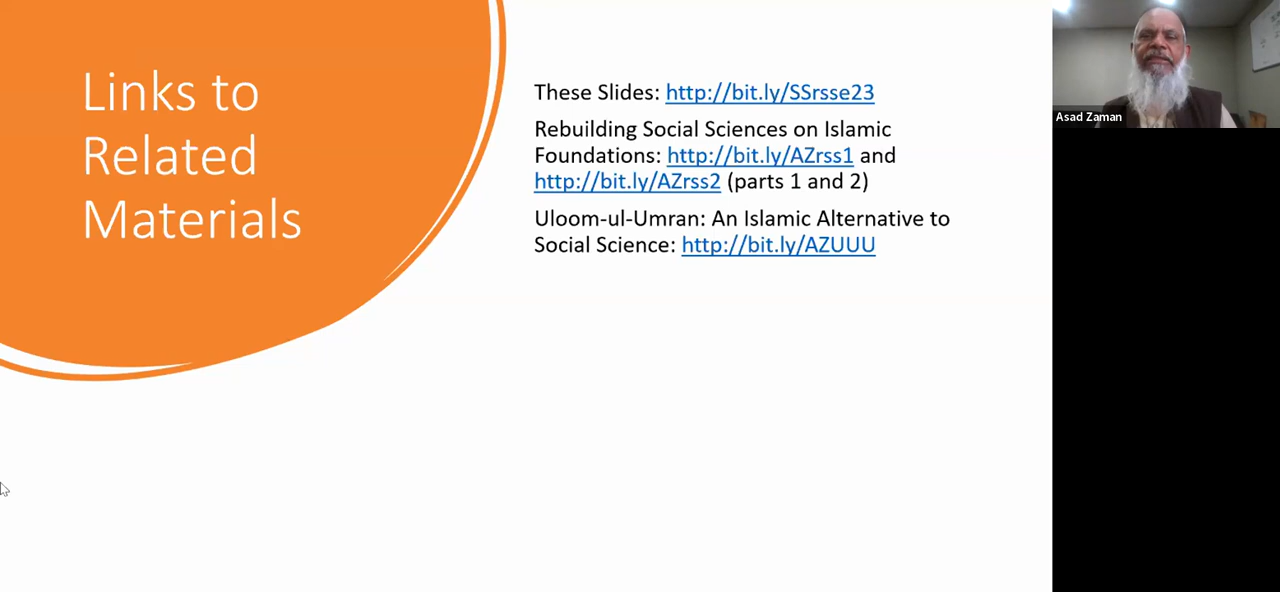 Links to
Related
Materials
These Slides: http://bit.ly/SSrsse23
Rebuilding Social Sciences on Islamic
Foundations: http://bit.ly/AZrss1 and
http://bit.ly/AZrss2 (parts 1 and 2)
Uloom-ul-Umran: An Islamic Alternative to
Social Science: http://bit.ly/AZUUU
Asad Zaman